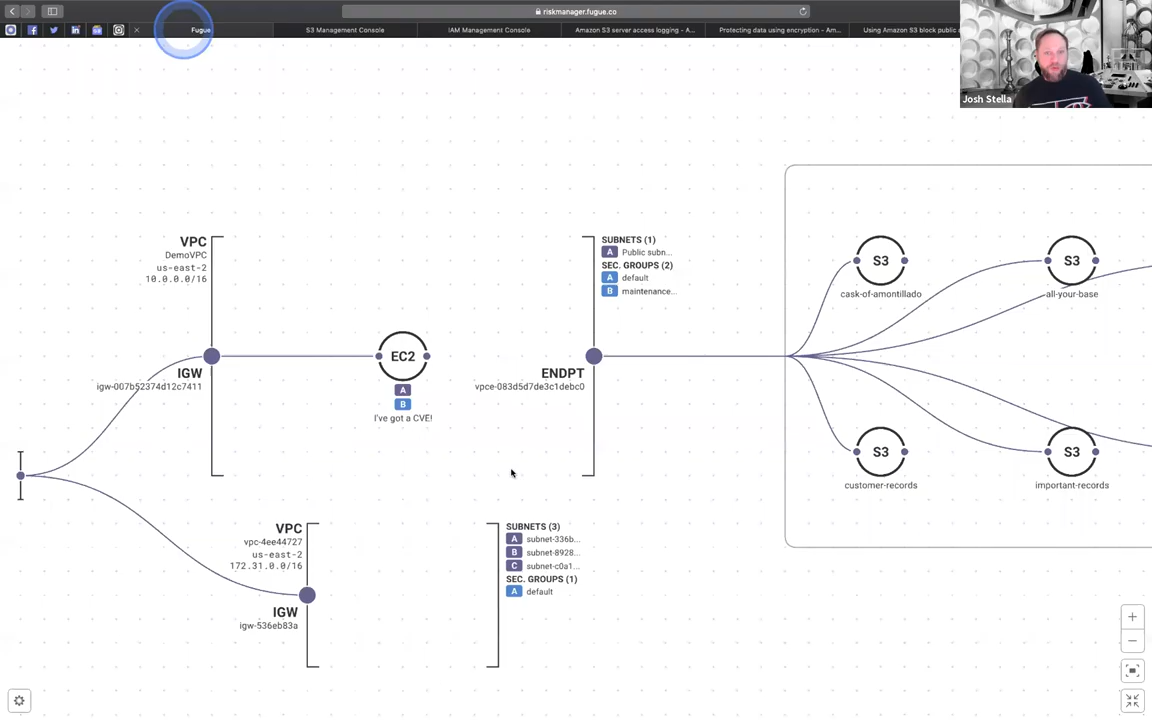 riskmanager.fugue.co
Fugue
S3 Management Console
IAM Management Console
Amazon S3 server access logging - A...
Protecting data using encryption - Am...
Using Amazon S3 block public
Josh Stella
VPC
DemoVPC
us-east-2
10.0.0.0/16
IGW
igw-007b52374d12c7411
EC2
A
B
I've got a CVE!
ENDPT
vpce-083d5d7de3c1debc0
SUBNETS (1)
A Public subn...
SEC. GROUPS (2)
A default
B maintenance...
S3
cask-of-amontillado
S3
all-your-base
S3
customer-records
S3
important-records
VPC
vpc-4ee44727
us-east-2
172.31.0.0/16
IGW
igw-536eb83a
SUBNETS (3)
A subnet-336b...
B subnet-8928...
C subnet-c0a1...
SEC. GROUPS (1)
A default